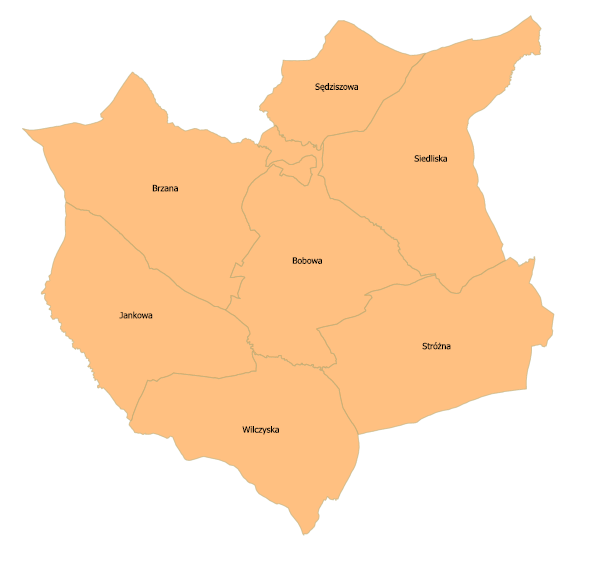 Sędziszowa
Siedliska
Brzana
Bobowa
Jankowa
Stróżna
Wilczyska